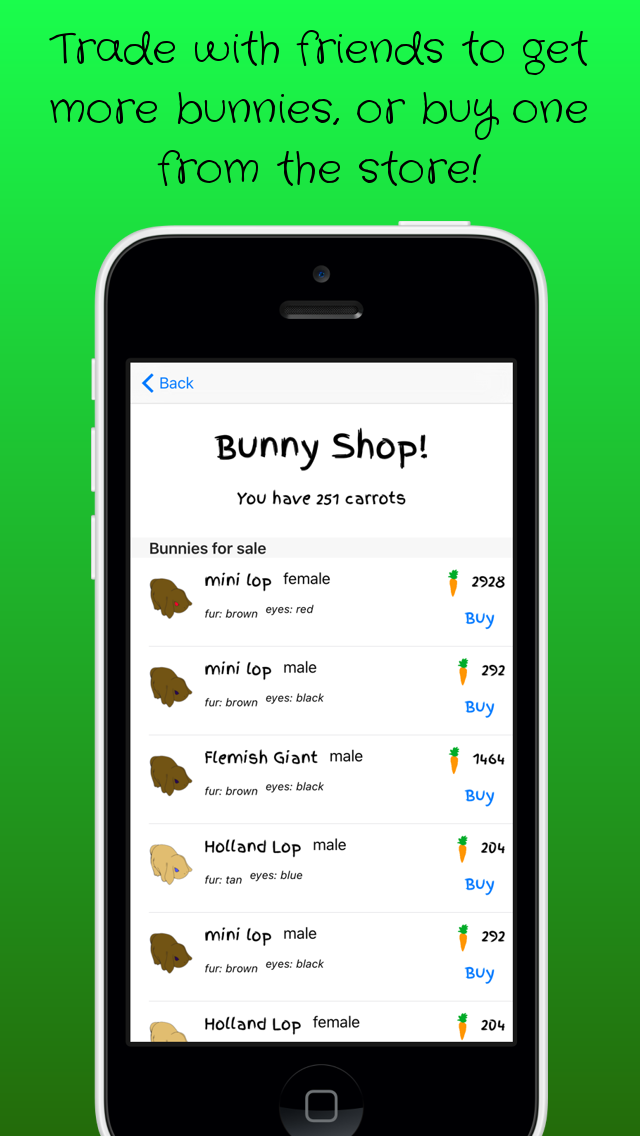 Trade with friends to get
more bunnies, or buy one
from the store!
Back
Bunny Shop!
You have 251 carrots
Bunnies for sale
mini lop female 2928
fur: brown eyes: red Buy
mini lop male 292
fur: brown eyes: black Buy
Flemish Giant male 1464
fur: brown eyes: black Buy
Holland Lop male 204
fur: tan eyes: blue Buy
mini lop male 292
fur: brown eyes: black Buy
Holland Lop female 204